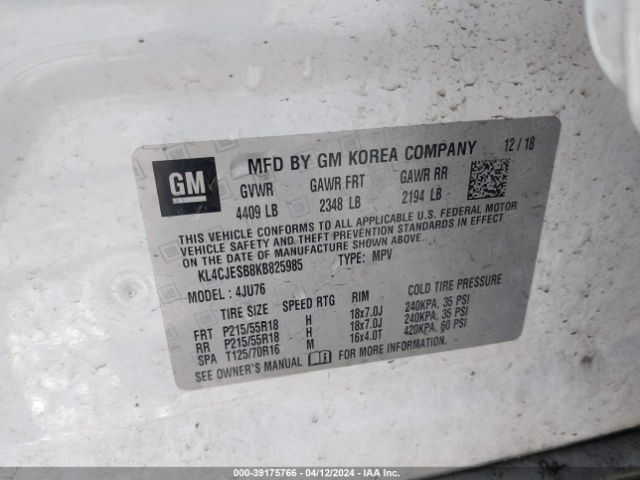 GM
MFD BY GM KOREA COMPANY 12/18
GVWR GAWR FRT GAWR RR
4409 LB 2348 LB 2194 LB
THIS VEHICLE CONFORMS TO ALL APPLICABLE U.S. FEDERAL MOTOR
VEHICLE SAFETY AND THEFT PREVENTION STANDARDS IN EFFECT
ON THE DATE OF MANUFACTURE SHOWN ABOVE.
KL4CJESB8KB825985 TYPE: MPV
MODEL: 4JU76
TIRE SIZE SPEED RTG RIM COLD TIRE PRESSURE
FRT P215/55R18 H 18x7.0J 240KPA, 35 PSI
RR P215/55R18 H 18x7.0J 240KPA, 35 PSI
SPA T125/70R16 M 16x4.0T 420KPA, 60 PSI
SEE OWNER'S MANUAL FOR MORE INFORMATION.
000-39175766 - 04/12/2024 - IAA Inc.